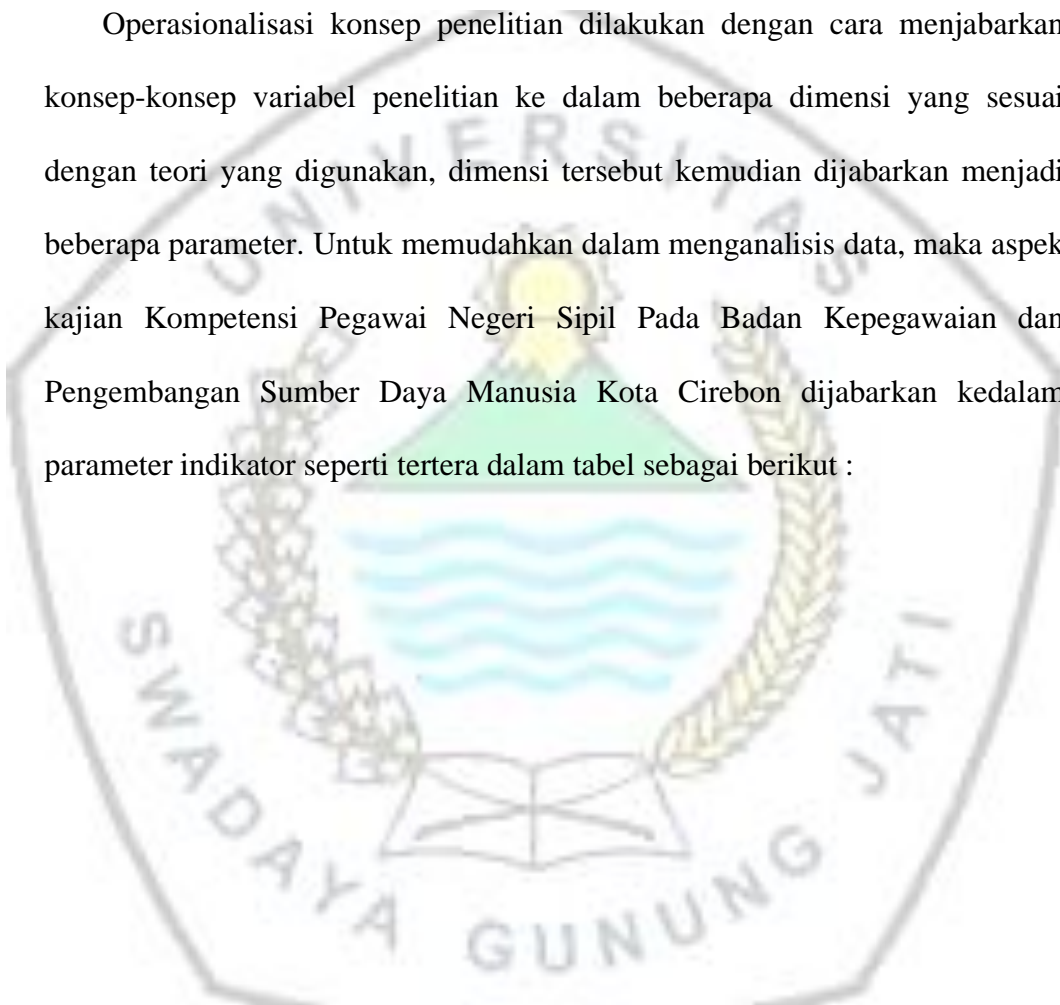 Operasionalisasi konsep penelitian dilakukan dengan cara menjabarkan
konsep-konsep variabel penelitian ke dalam beberapa dimensi yang sesuai
dengan teori yang digunakan, dimensi tersebut kemudian dijabarkan menjadi
beberapa parameter. Untuk memudahkan dalam menganalisis data, maka aspek
kajian Kompetensi Pegawai Negeri Sipil Pada Badan Kepegawaian dan
Pengembangan Sumber Daya Manusia Kota Cirebon dijabarkan kedalam
parameter indikator seperti tertera dalam tabel sebagai berikut :
UNIVERSITAS
SWADAYA GUNUNG JATI